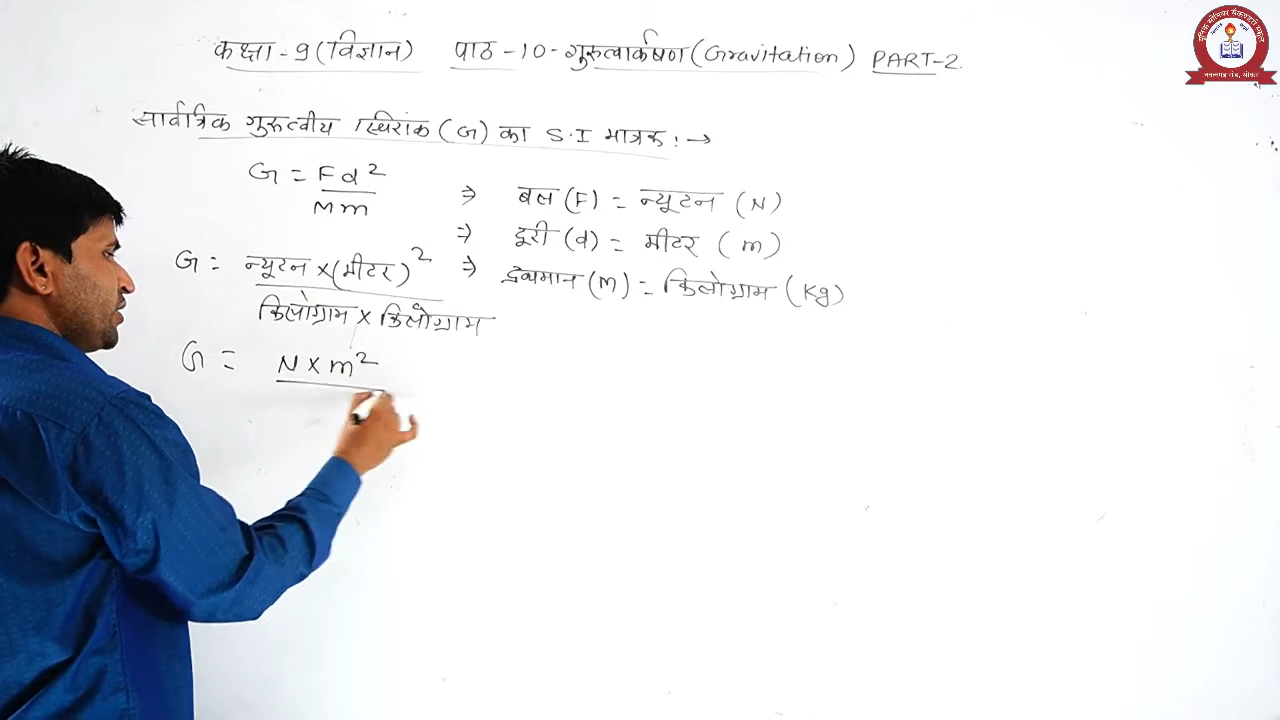 कक्षा - 9 (विज्ञान) पाठ - 10 - गुरुत्वाकर्षण (Gravitation) PART-2.
सार्वत्रिक गुरुत्वीय स्थिरांक (G) का S.I मात्रक :→
G = Fd²
Mm
⇒ बल (F) = न्यूटन (N)
⇒ दूरी (d) = मीटर (m)
⇒ द्रव्यमान (M) = किलोग्राम (Kg)
G = न्यूटन × (मीटर)²
किलोग्राम × किलोग्राम
G = N × m²